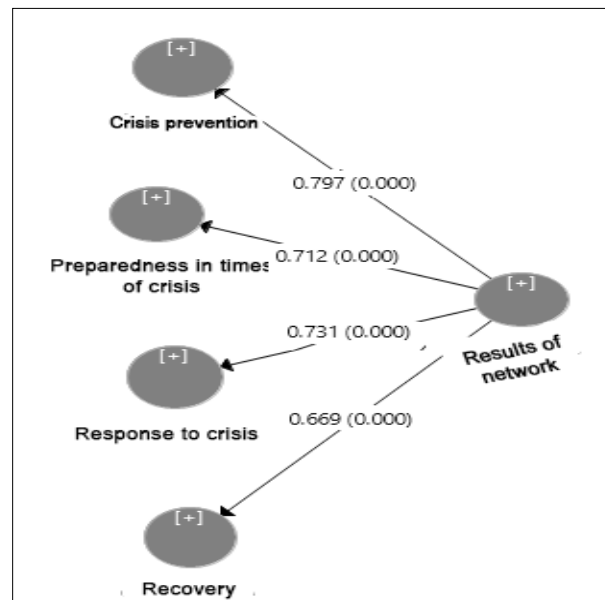 [+]
Crisis prevention
0.797 (0.000)
[+]
Preparedness in times
of crisis
0.712 (0.000)
[+]
Results of
network
0.731 (0.000)
[+]
Response to crisis
0.669 (0.000)
[+]
Recovery